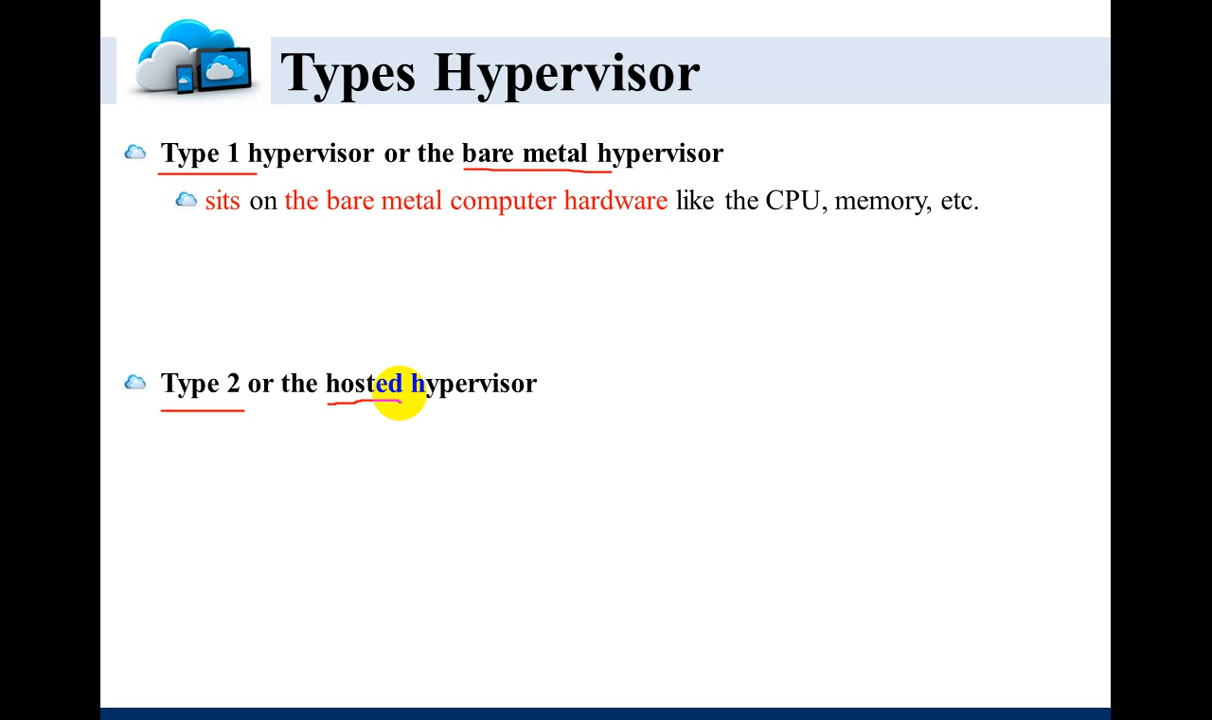 Types Hypervisor
Type 1 hypervisor or the bare metal hypervisor
sits on the bare metal computer hardware like the CPU, memory, etc.
Type 2 or the hosted hypervisor